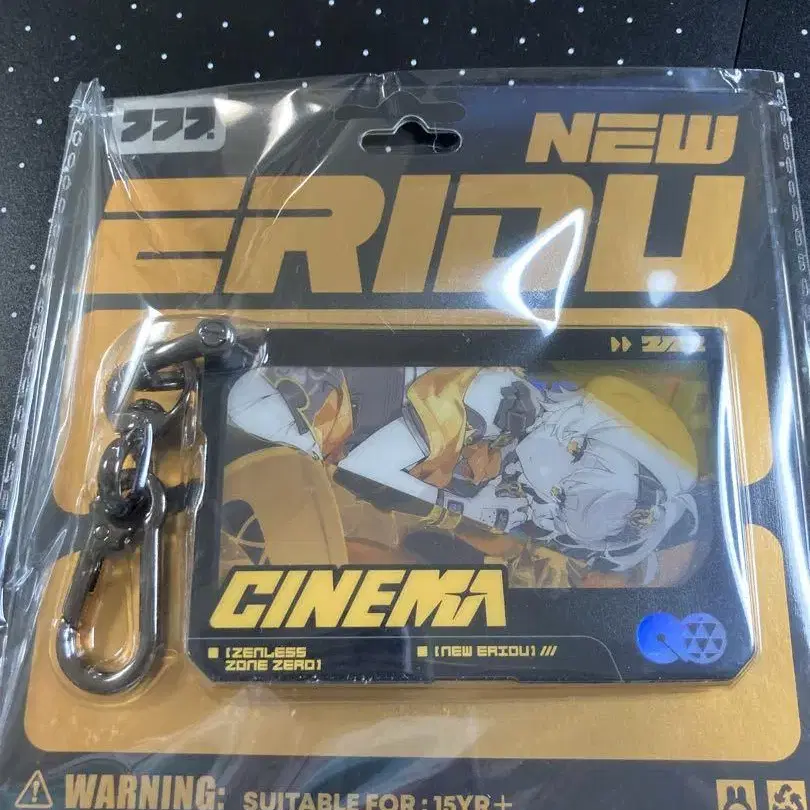 NEW
ERIDU
CINEMA
[ZENLESS
ZONE ZERO]
[NEW ERIDU] ///
WARNING: SUITABLE FOR : 15YR+